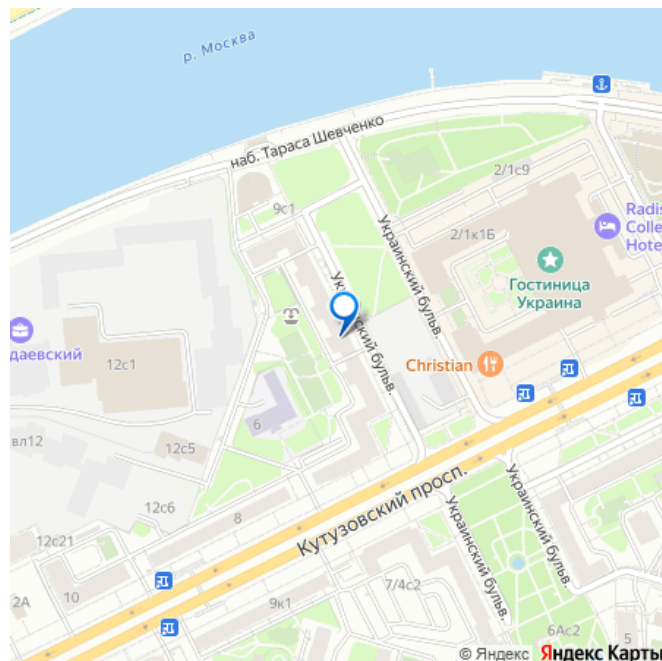 р. Москва
наб. Тараса Шевченко
2/1с9
9с1
Украинский бульв.
2/1к1Б
Radis
Colle
Hote
Гостиница
Украина
Украинский бульв.
Christian
даевский
12с1
6
12с5
вл12
12с6
8
Кутузовский просп.
12с21
Украинский бульв.
Украинский бульв.
10
2А
7/4с2
9к1
6Ас2
5
© Яндекс Яндекс Карты